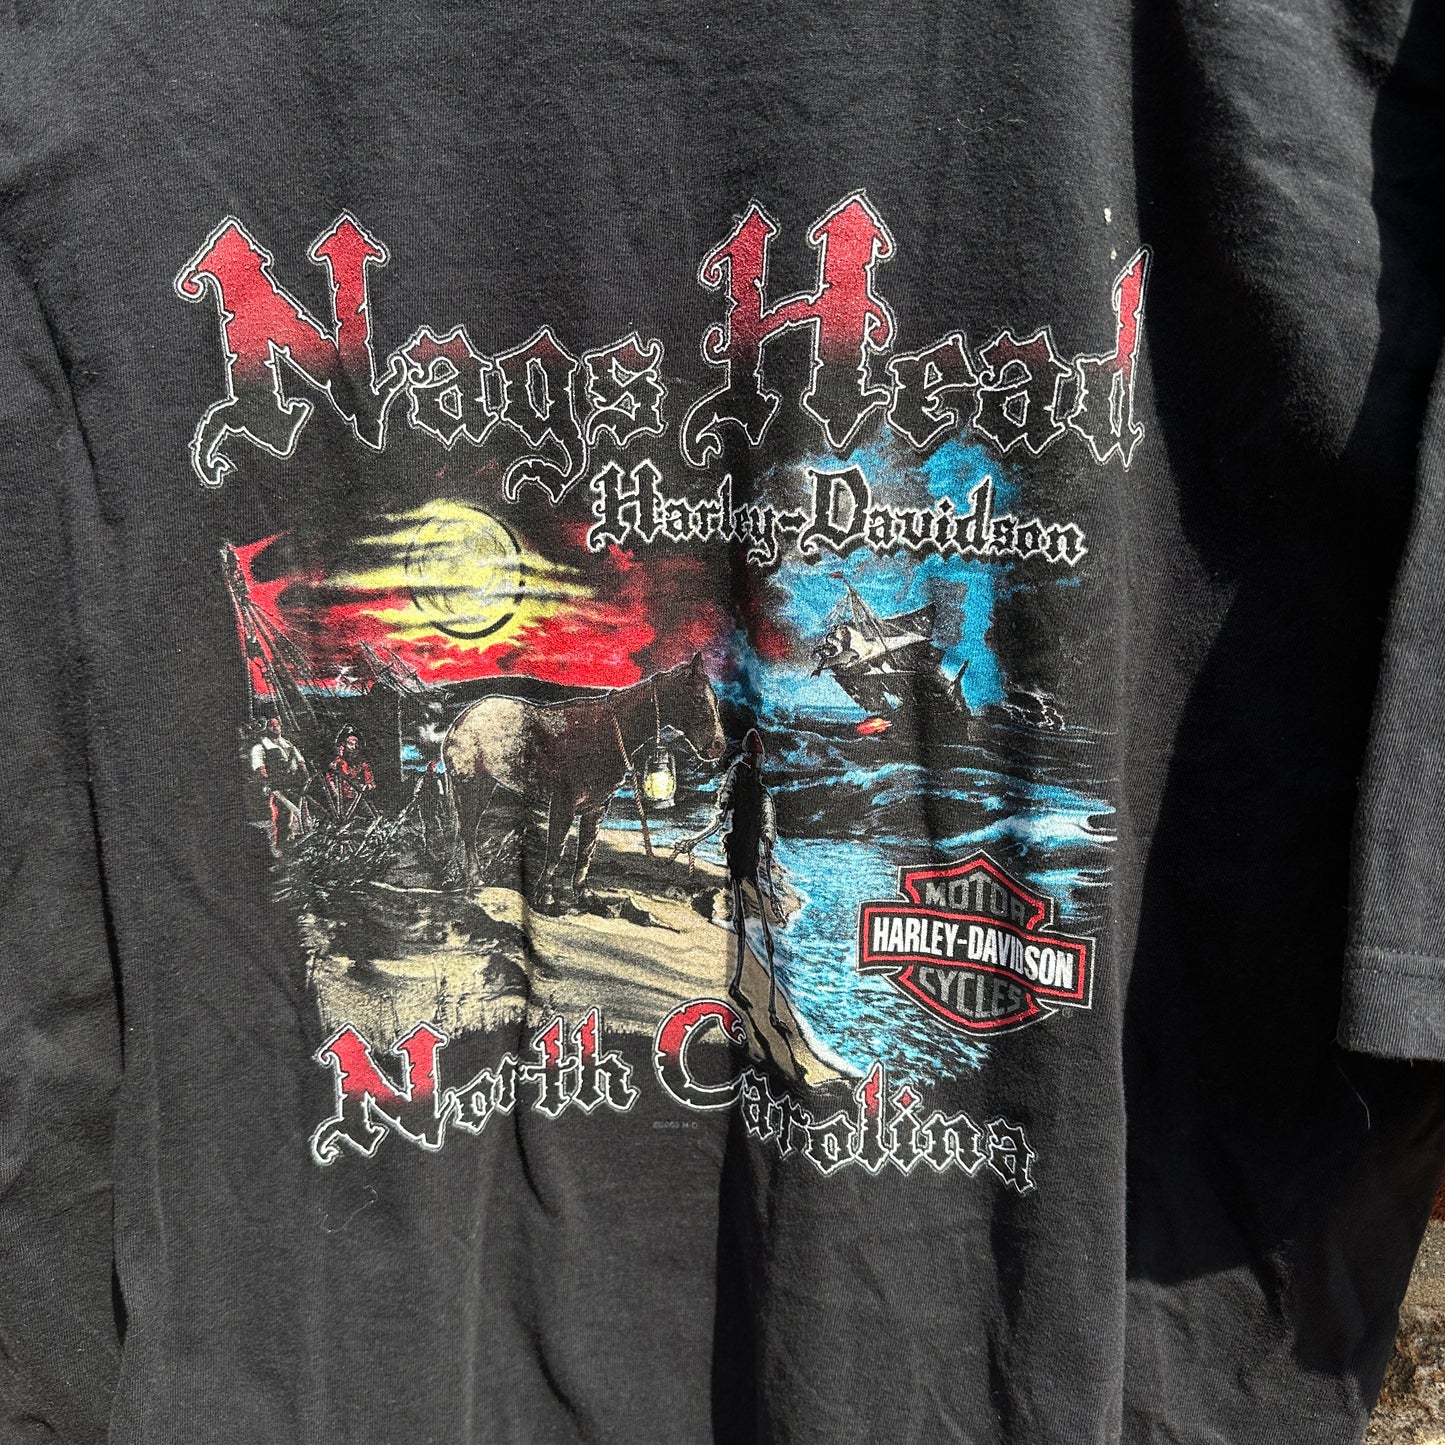 Nags Head
Harley-Davidson
MOTOR
HARLEY-DAVIDSON
CYCLES
®
North Carolina